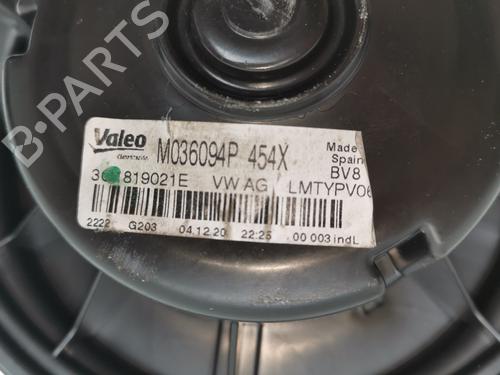 Valeo M036094P 454X Made in Spain
819021E VW AG LMTYPV06 BV8
2222 G203 04.12.20 22:25 00 003 indL
B-PARTS